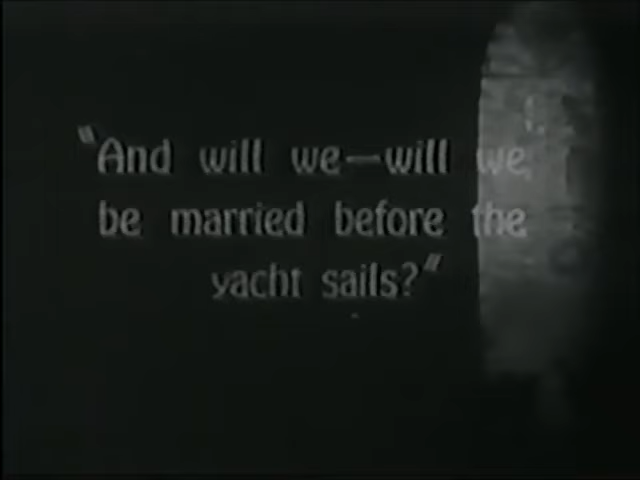 "And will we—will we
be married before the
yacht sails?"